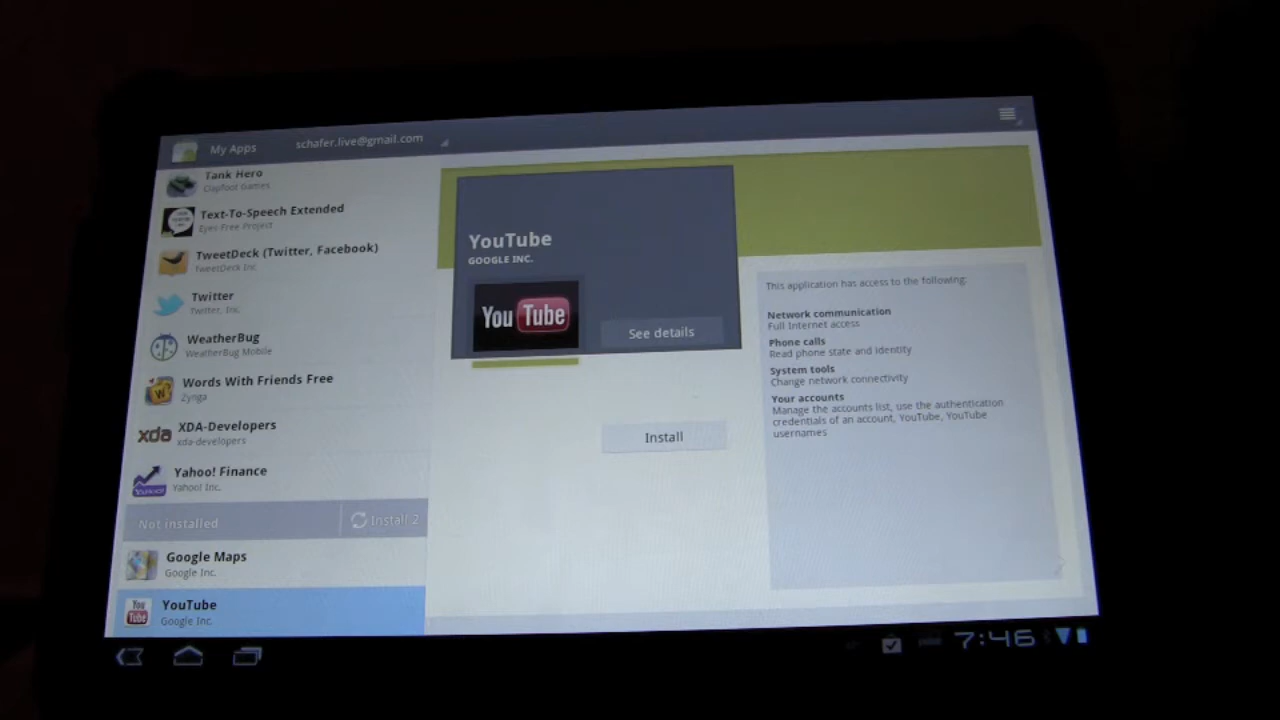 My Apps
schafer.live@gmail.com
Tank Hero
Clayfoot Games
Text-To-Speech Extended
Eyes-Free Project
TweetDeck (Twitter, Facebook)
TweetDeck Inc.
Twitter
Twitter, Inc.
WeatherBug
WeatherBug Mobile
Words With Friends Free
Zynga
xda
XDA-Developers
xda-developers
YAHOO!
Yahoo! Finance
Yahoo! Inc.
Not installed
Install 2
Google Maps
Google Inc.
You
Tube
YouTube
Google Inc.
YouTube
GOOGLE INC.
You Tube
See details
Install
This application has access to the following:
Network communication
Full Internet access
Phone calls
Read phone state and identity
System tools
Change network connectivity
Your accounts
Manage the accounts list, use the authentication
credentials of an account, YouTube, YouTube
usernames
7:46